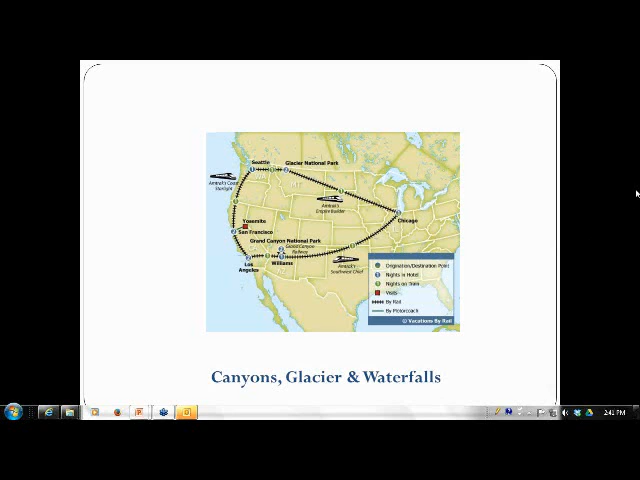 Seattle
Glacier National Park
Amtrak's Coast
Starlight
Amtrak's
Empire Builder
Yosemite
San Francisco
Chicago
Grand Canyon National Park
Grand Canyon
Railway
Williams
Los
Angeles
Amtrak's
Southwest Chief
Origination/Destination Point
Nights in Hotel
Nights on Train
Visits
By Rail
By Motorcoach
© Vacations By Rail
Canyons, Glacier & Waterfalls
2:41 PM